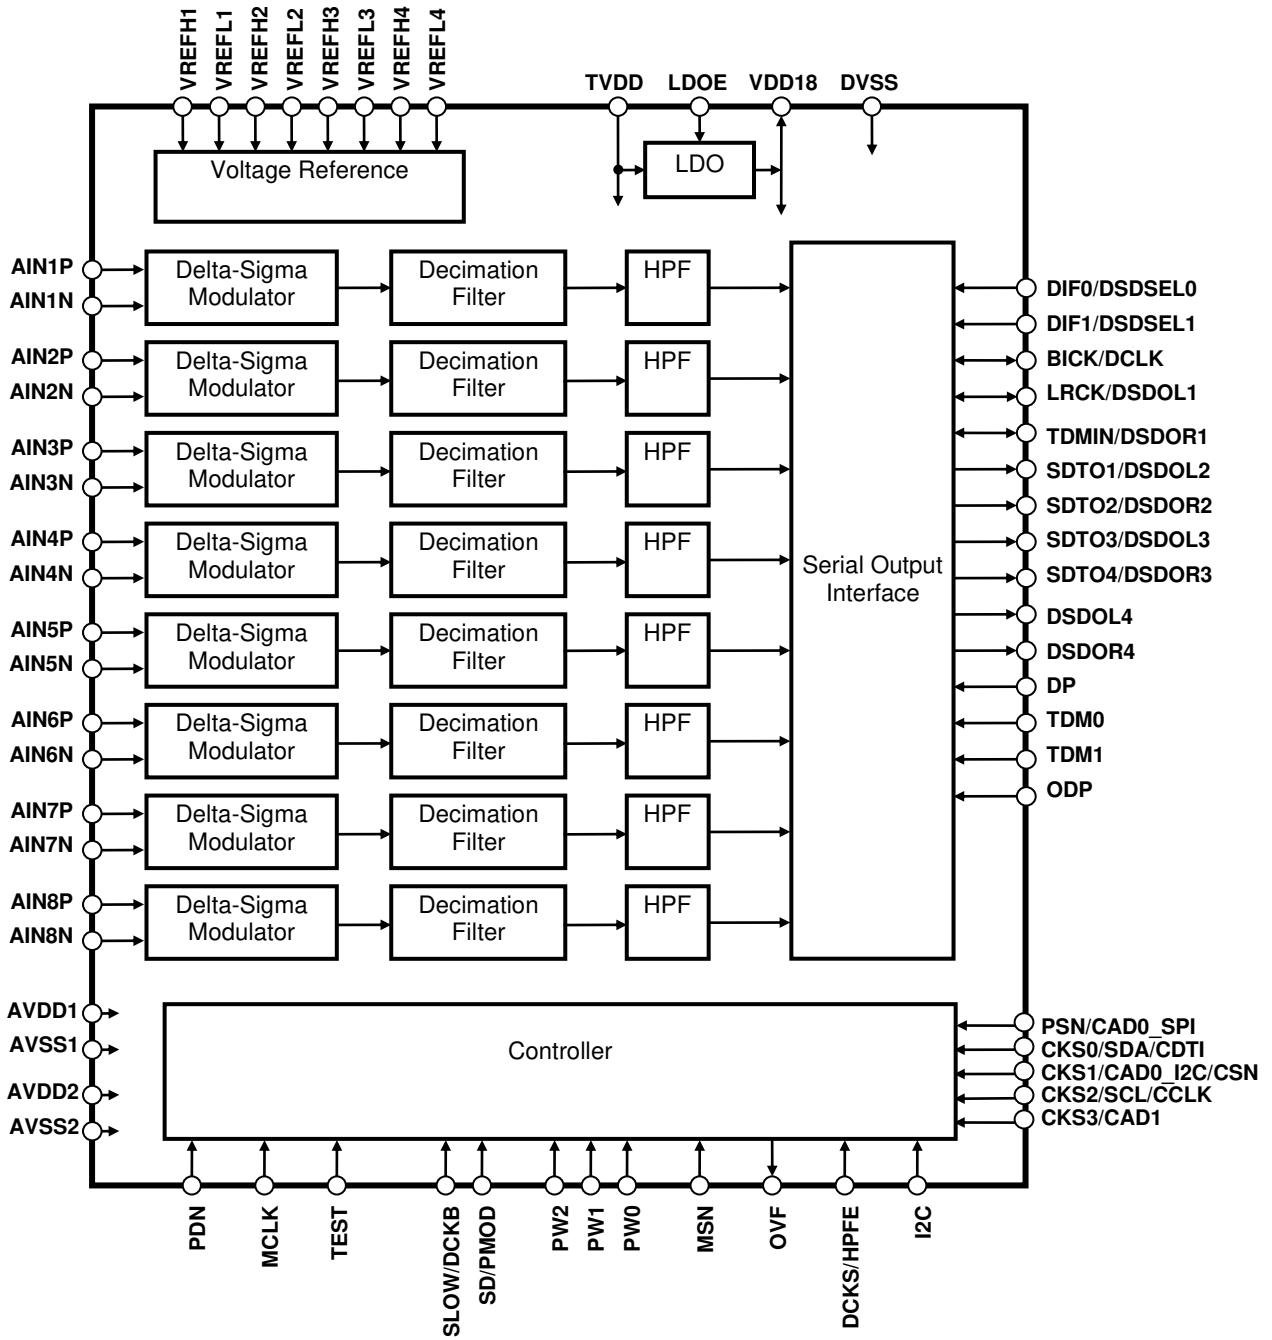 VREFH1
VREFL1
VREFH2
VREFL2
VREFH3
VREFL3
VREFH4
VREFL4
TVDD
LDOE
VDD18
DVSS
Voltage Reference
LDO
AIN1P
AIN1N
Delta-Sigma
Modulator
Decimation
Filter
HPF
AIN2P
AIN2N
Delta-Sigma
Modulator
Decimation
Filter
HPF
AIN3P
AIN3N
Delta-Sigma
Modulator
Decimation
Filter
HPF
AIN4P
AIN4N
Delta-Sigma
Modulator
Decimation
Filter
HPF
AIN5P
AIN5N
Delta-Sigma
Modulator
Decimation
Filter
HPF
AIN6P
AIN6N
Delta-Sigma
Modulator
Decimation
Filter
HPF
AIN7P
AIN7N
Delta-Sigma
Modulator
Decimation
Filter
HPF
AIN8P
AIN8N
Delta-Sigma
Modulator
Decimation
Filter
HPF
Serial Output
Interface
DIF0/DSDSEL0
DIF1/DSDSEL1
BICK/DCLK
LRCK/DSDOL1
TDMIN/DSDOR1
SDTO1/DSDOL2
SDTO2/DSDOR2
SDTO3/DSDOL3
SDTO4/DSDOR3
DSDOL4
DSDOR4
DP
TDM0
TDM1
ODP
AVDD1
AVSS1
AVDD2
AVSS2
Controller
PSN/CAD0_SPI
CKS0/SDA/CDTI
CKS1/CAD0_I2C/CSN
CKS2/SCL/CCLK
CKS3/CAD1
PDN
MCLK
TEST
SLOW/DCKB
SD/PMOD
PW2
PW1
PW0
MSN
OVF
DCKS/HPFE
I2C